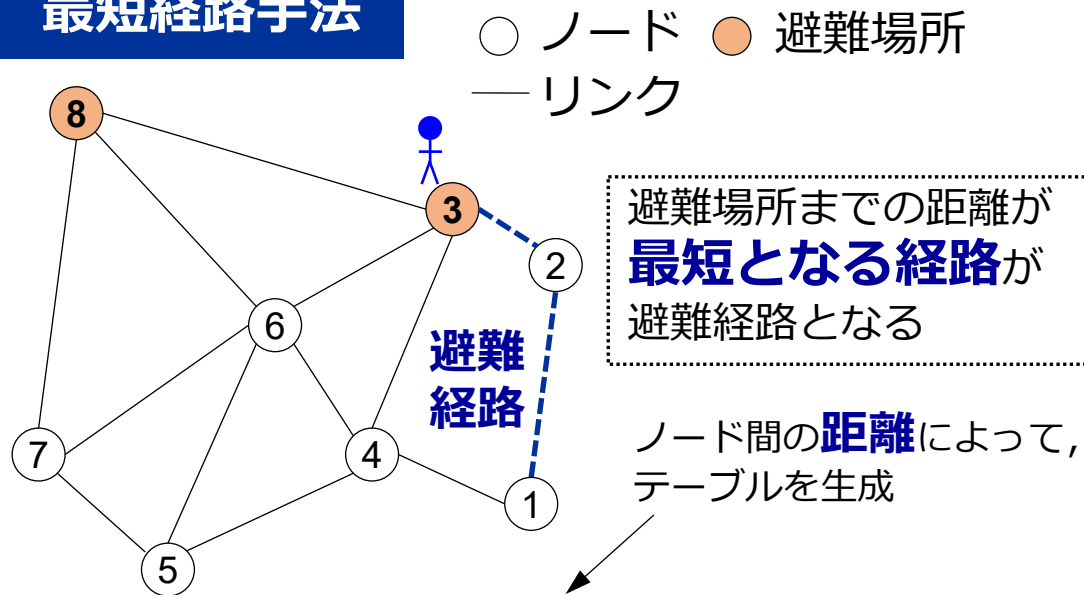 最短経路手法
ノード
避難場所
リンク
8
3
2
避難場所までの距離が
最短となる経路が
避難経路となる
6
避難
経路
7
4
1
ノード間の距離によって,
テーブルを生成
5